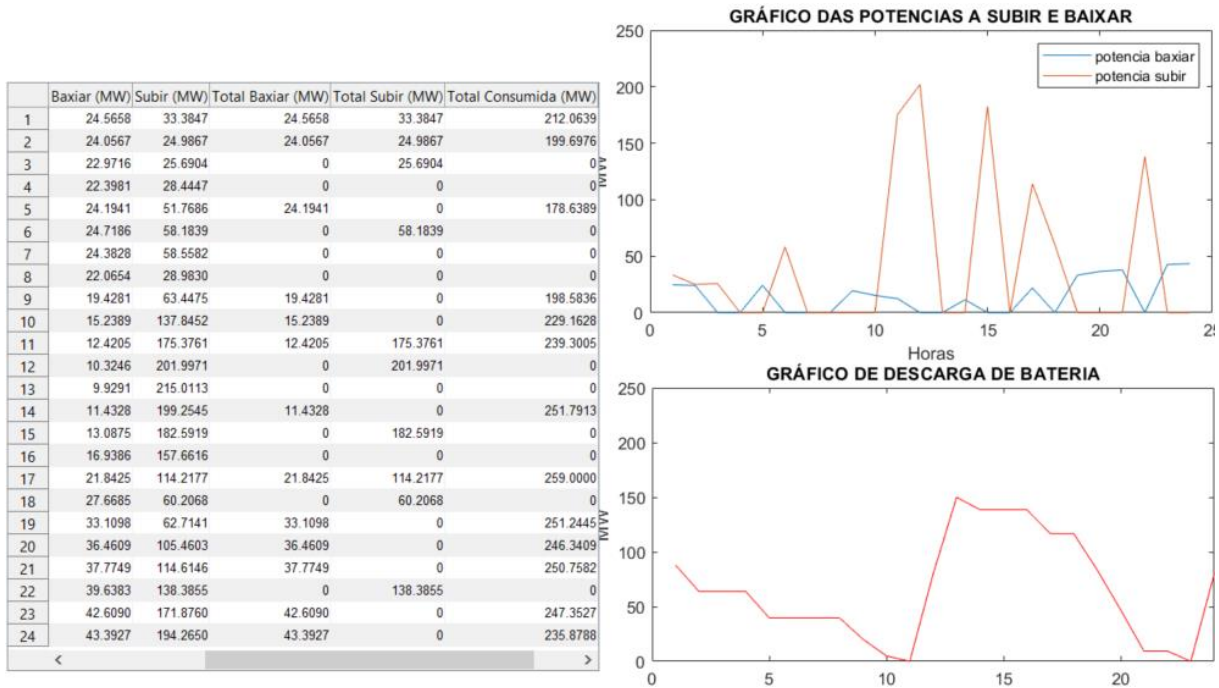 Baxiar (MW) Subir (MW) Total Baxiar (MW) Total Subir (MW) Total Consumida (MW)
1 24.5658 33.3847 24.5658 33.3847 212.0639
2 24.0567 24.9867 24.0567 24.9867 199.6976
3 22.9716 25.6904 0 25.6904 0
4 22.3981 28.4447 0 0 0
5 24.1941 51.7686 24.1941 0 178.6389
6 24.7186 58.1839 0 58.1839 0
7 24.3828 58.5582 0 0 0
8 22.0654 28.9830 0 0 0
9 19.4281 63.4475 19.4281 0 198.5836
10 15.2389 137.8452 15.2389 0 229.1628
11 12.4205 175.3761 12.4205 175.3761 239.3005
12 10.3246 201.9971 0 201.9971 0
13 9.9291 215.0113 0 0 0
14 11.4328 199.2545 11.4328 0 251.7913
15 13.0875 182.5919 0 182.5919 0
16 16.9386 157.6616 0 0 0
17 21.8425 114.2177 21.8425 114.2177 259.0000
18 27.6685 60.2068 0 60.2068 0
19 33.1098 62.7141 33.1098 0 251.2445
20 36.4609 105.4603 36.4609 0 246.3409
21 37.7749 114.6146 37.7749 0 250.7582
22 39.6383 138.3855 0 138.3855 0
23 42.6090 171.8760 42.6090 0 247.3527
24 43.3927 194.2650 43.3927 0 235.8788
GRÁFICO DAS POTENCIAS A SUBIR E BAIXAR
potencia baxiar
potencia subir
250
200
150
100
50
0
MW
0 5 10 15 20 25
Horas
GRÁFICO DE DESCARGA DE BATERIA
250
200
150
100
50
0
MW
0 5 10 15 20